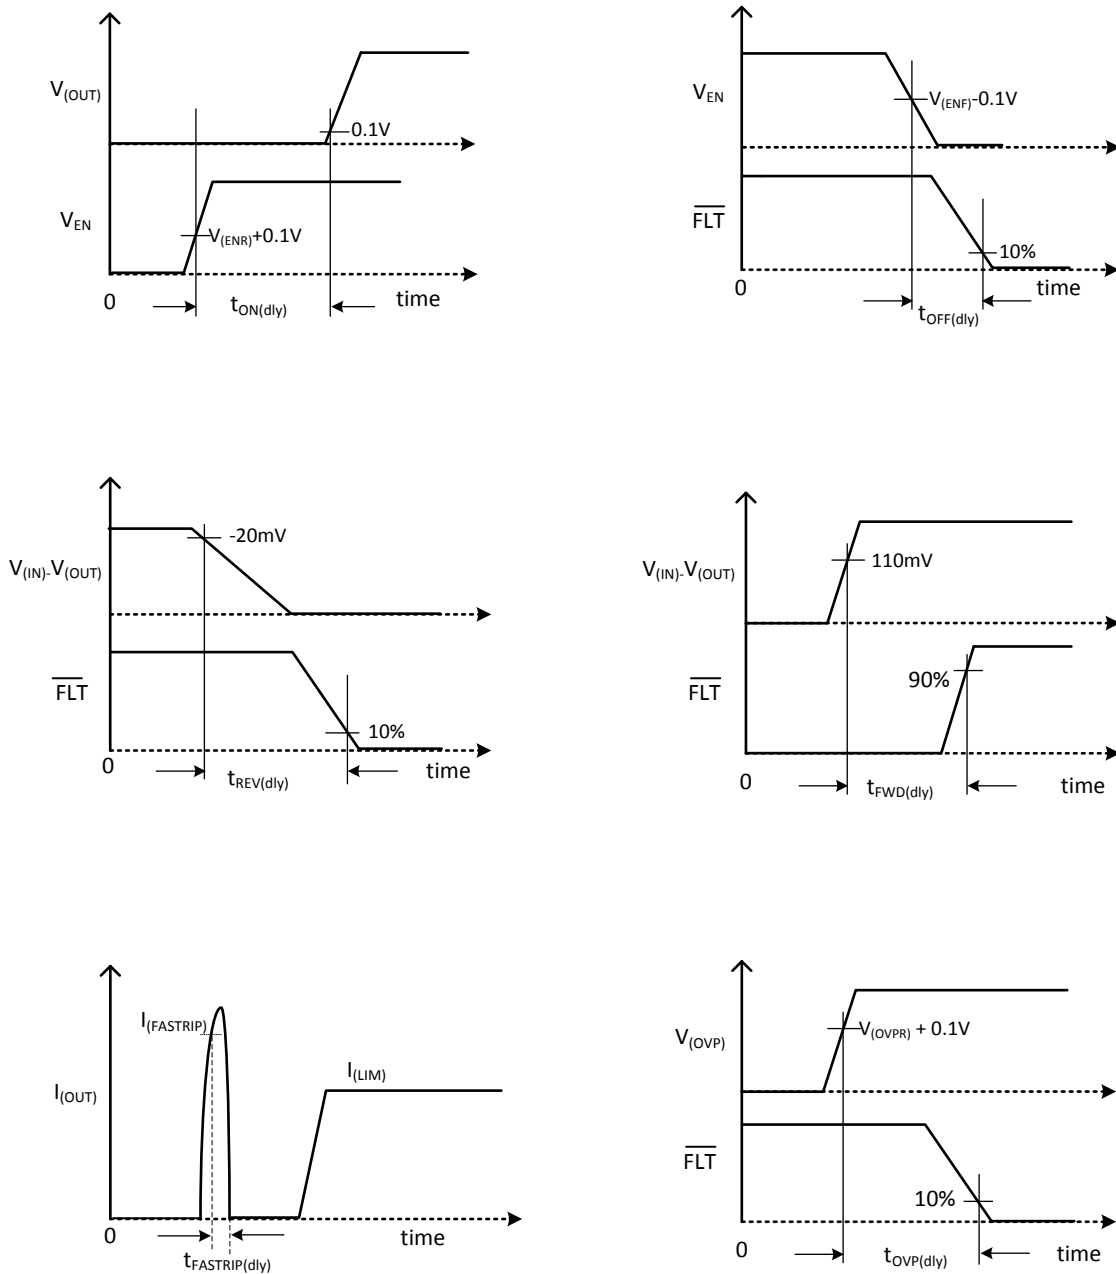 V(OUT)
0.1V
VEN
V(ENR)+0.1V
0
tON(dly)
time
VEN
V(ENF)-0.1V
FLT
10%
0
tOFF(dly)
time
V(IN)-V(OUT)
-20mV
FLT
10%
0
tREV(dly)
time
V(IN)-V(OUT)
110mV
FLT
90%
0
tFWD(dly)
time
I(FASTRIP)
I(OUT)
I(LIM)
0
tFASTRIP(dly)
time
V(OVP)
V(OVPR) + 0.1V
FLT
10%
0
tOVP(dly)
time